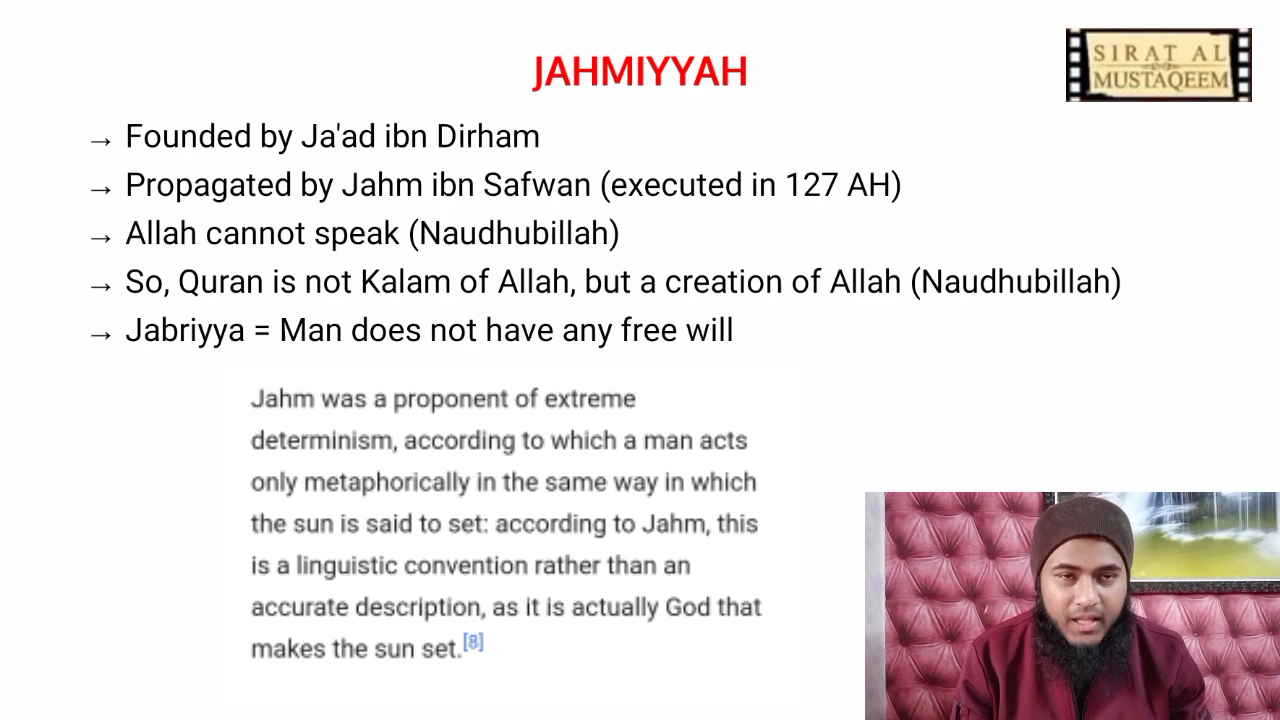 JAHMIYYAH
SIRAT AL
MUSTAQEEM
→ Founded by Ja'ad ibn Dirham
→ Propagated by Jahm ibn Safwan (executed in 127 AH)
→ Allah cannot speak (Naudhubillah)
→ So, Quran is not Kalam of Allah, but a creation of Allah (Naudhubillah)
→ Jabriyya = Man does not have any free will
Jahm was a proponent of extreme
determinism, according to which a man acts
only metaphorically in the same way in which
the sun is said to set: according to Jahm, this
is a linguistic convention rather than an
accurate description, as it is actually God that
makes the sun set.[8]